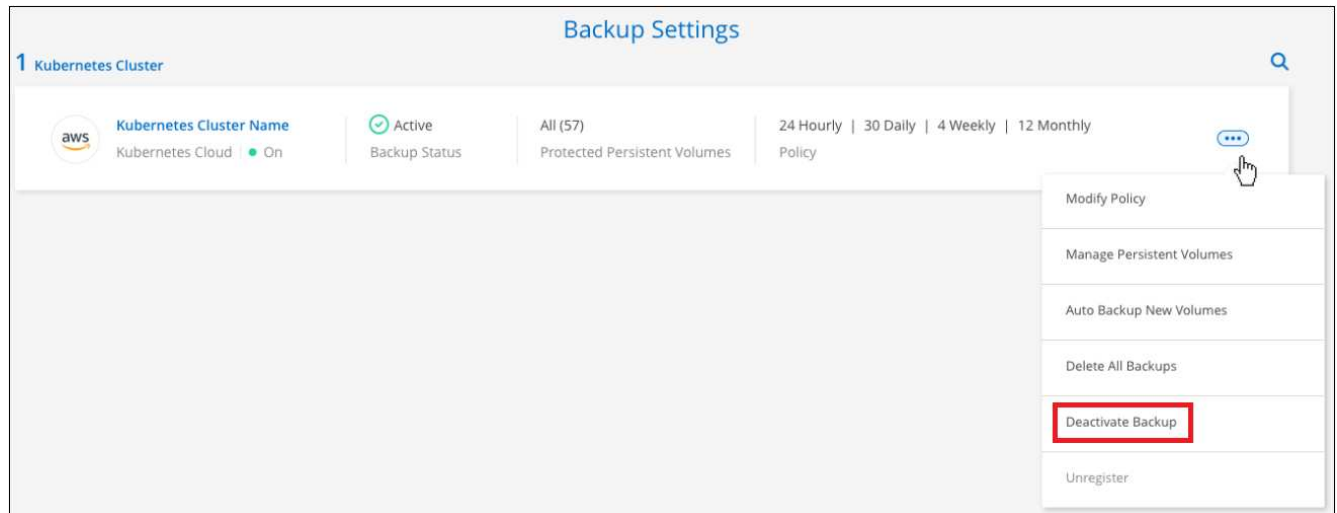 Backup Settings
1 Kubernetes Cluster
aws
Kubernetes Cluster Name
Kubernetes Cloud
On
Active
Backup Status
All (57)
Protected Persistent Volumes
24 Hourly | 30 Daily | 4 Weekly | 12 Monthly
Policy
Modify Policy
Manage Persistent Volumes
Auto Backup New Volumes
Delete All Backups
Deactivate Backup
Unregister